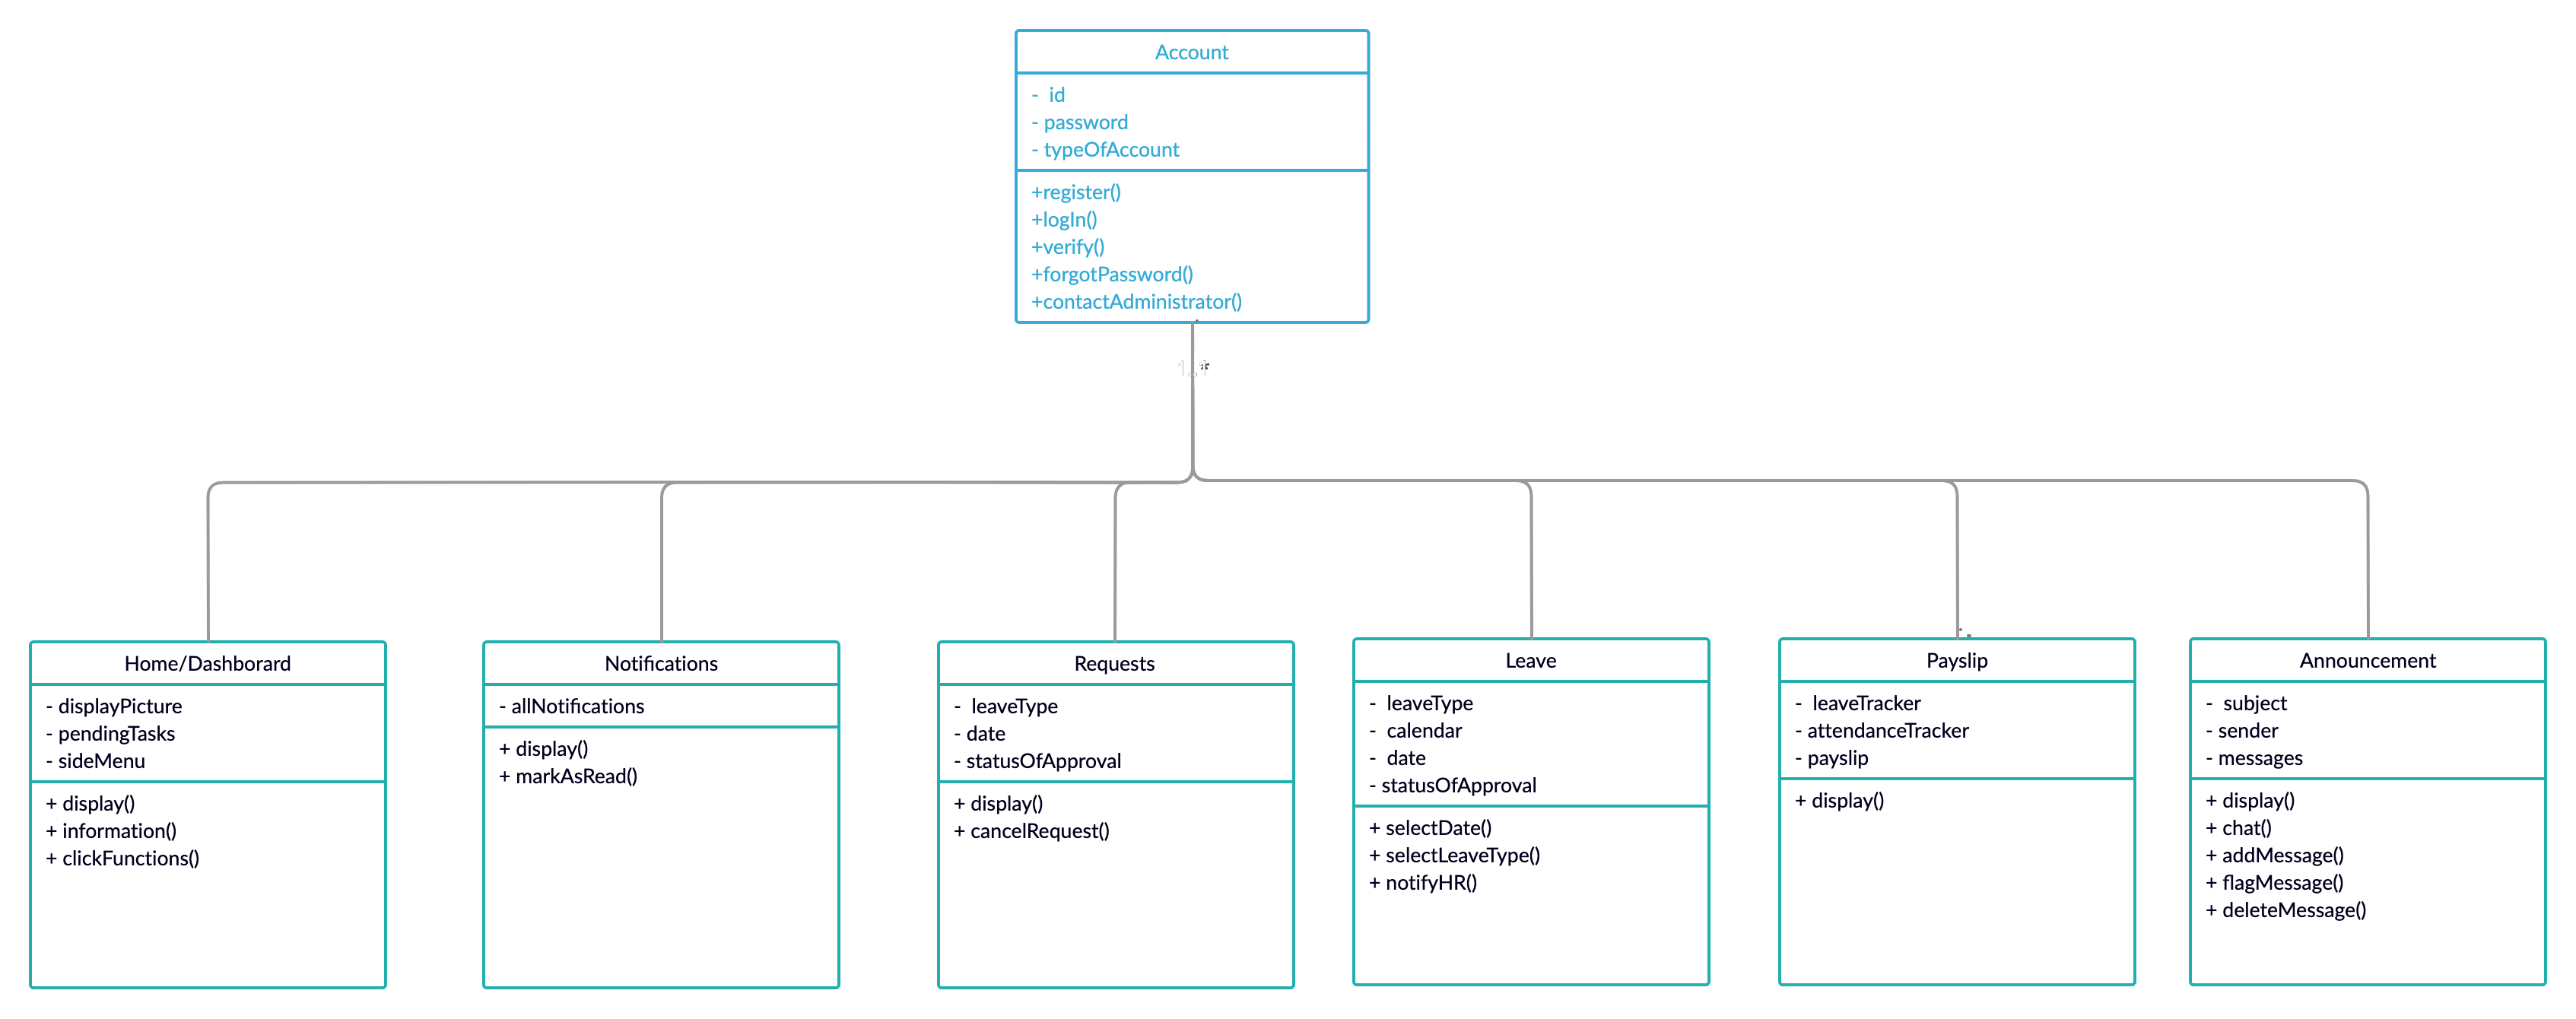 Account
-  id
- password
- typeOfAccount
+register()
+logIn()
+verify()
+forgotPassword()
+contactAdministrator()
Home/Dashborard
- displayPicture
- pendingTasks
- sideMenu
+ display()
+ information()
+ clickFunctions()
Notifications
- allNotifications
+ display()
+ markAsRead()
Requests
-  leaveType
- date
- statusOfApproval
+ display()
+ cancelRequest()
Leave
-  leaveType
-  calendar
-  date
- statusOfApproval
+ selectDate()
+ selectLeaveType()
+ notifyHR()
Payslip
-  leaveTracker
- attendanceTracker
- payslip
+ display()
Announcement
-  subject
- sender
- messages
+ display()
+ chat()
+ addMessage()
+ flagMessage()
+ deleteMessage()